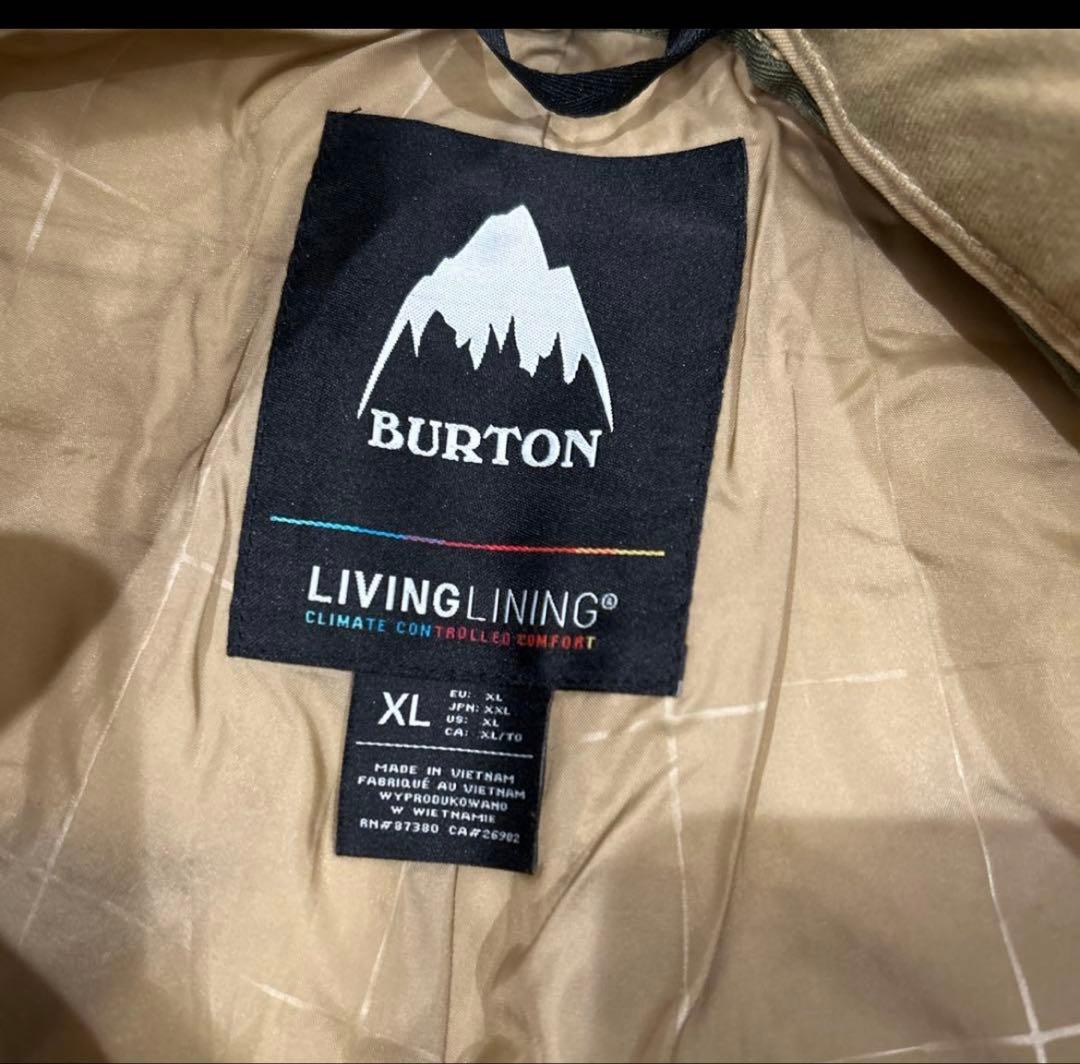 BURTON
LIVINGLINING®
CLIMATE CONTROLLED COMFORT
XL
EU: XL
JPN: XXL
US: XL
CA: XL/TG
MADE IN VIETNAM
FABRIQUÉ AU VIETNAM
WYPRODUKOWANO
W WIETNAMIE
RN#87380 CA#26982